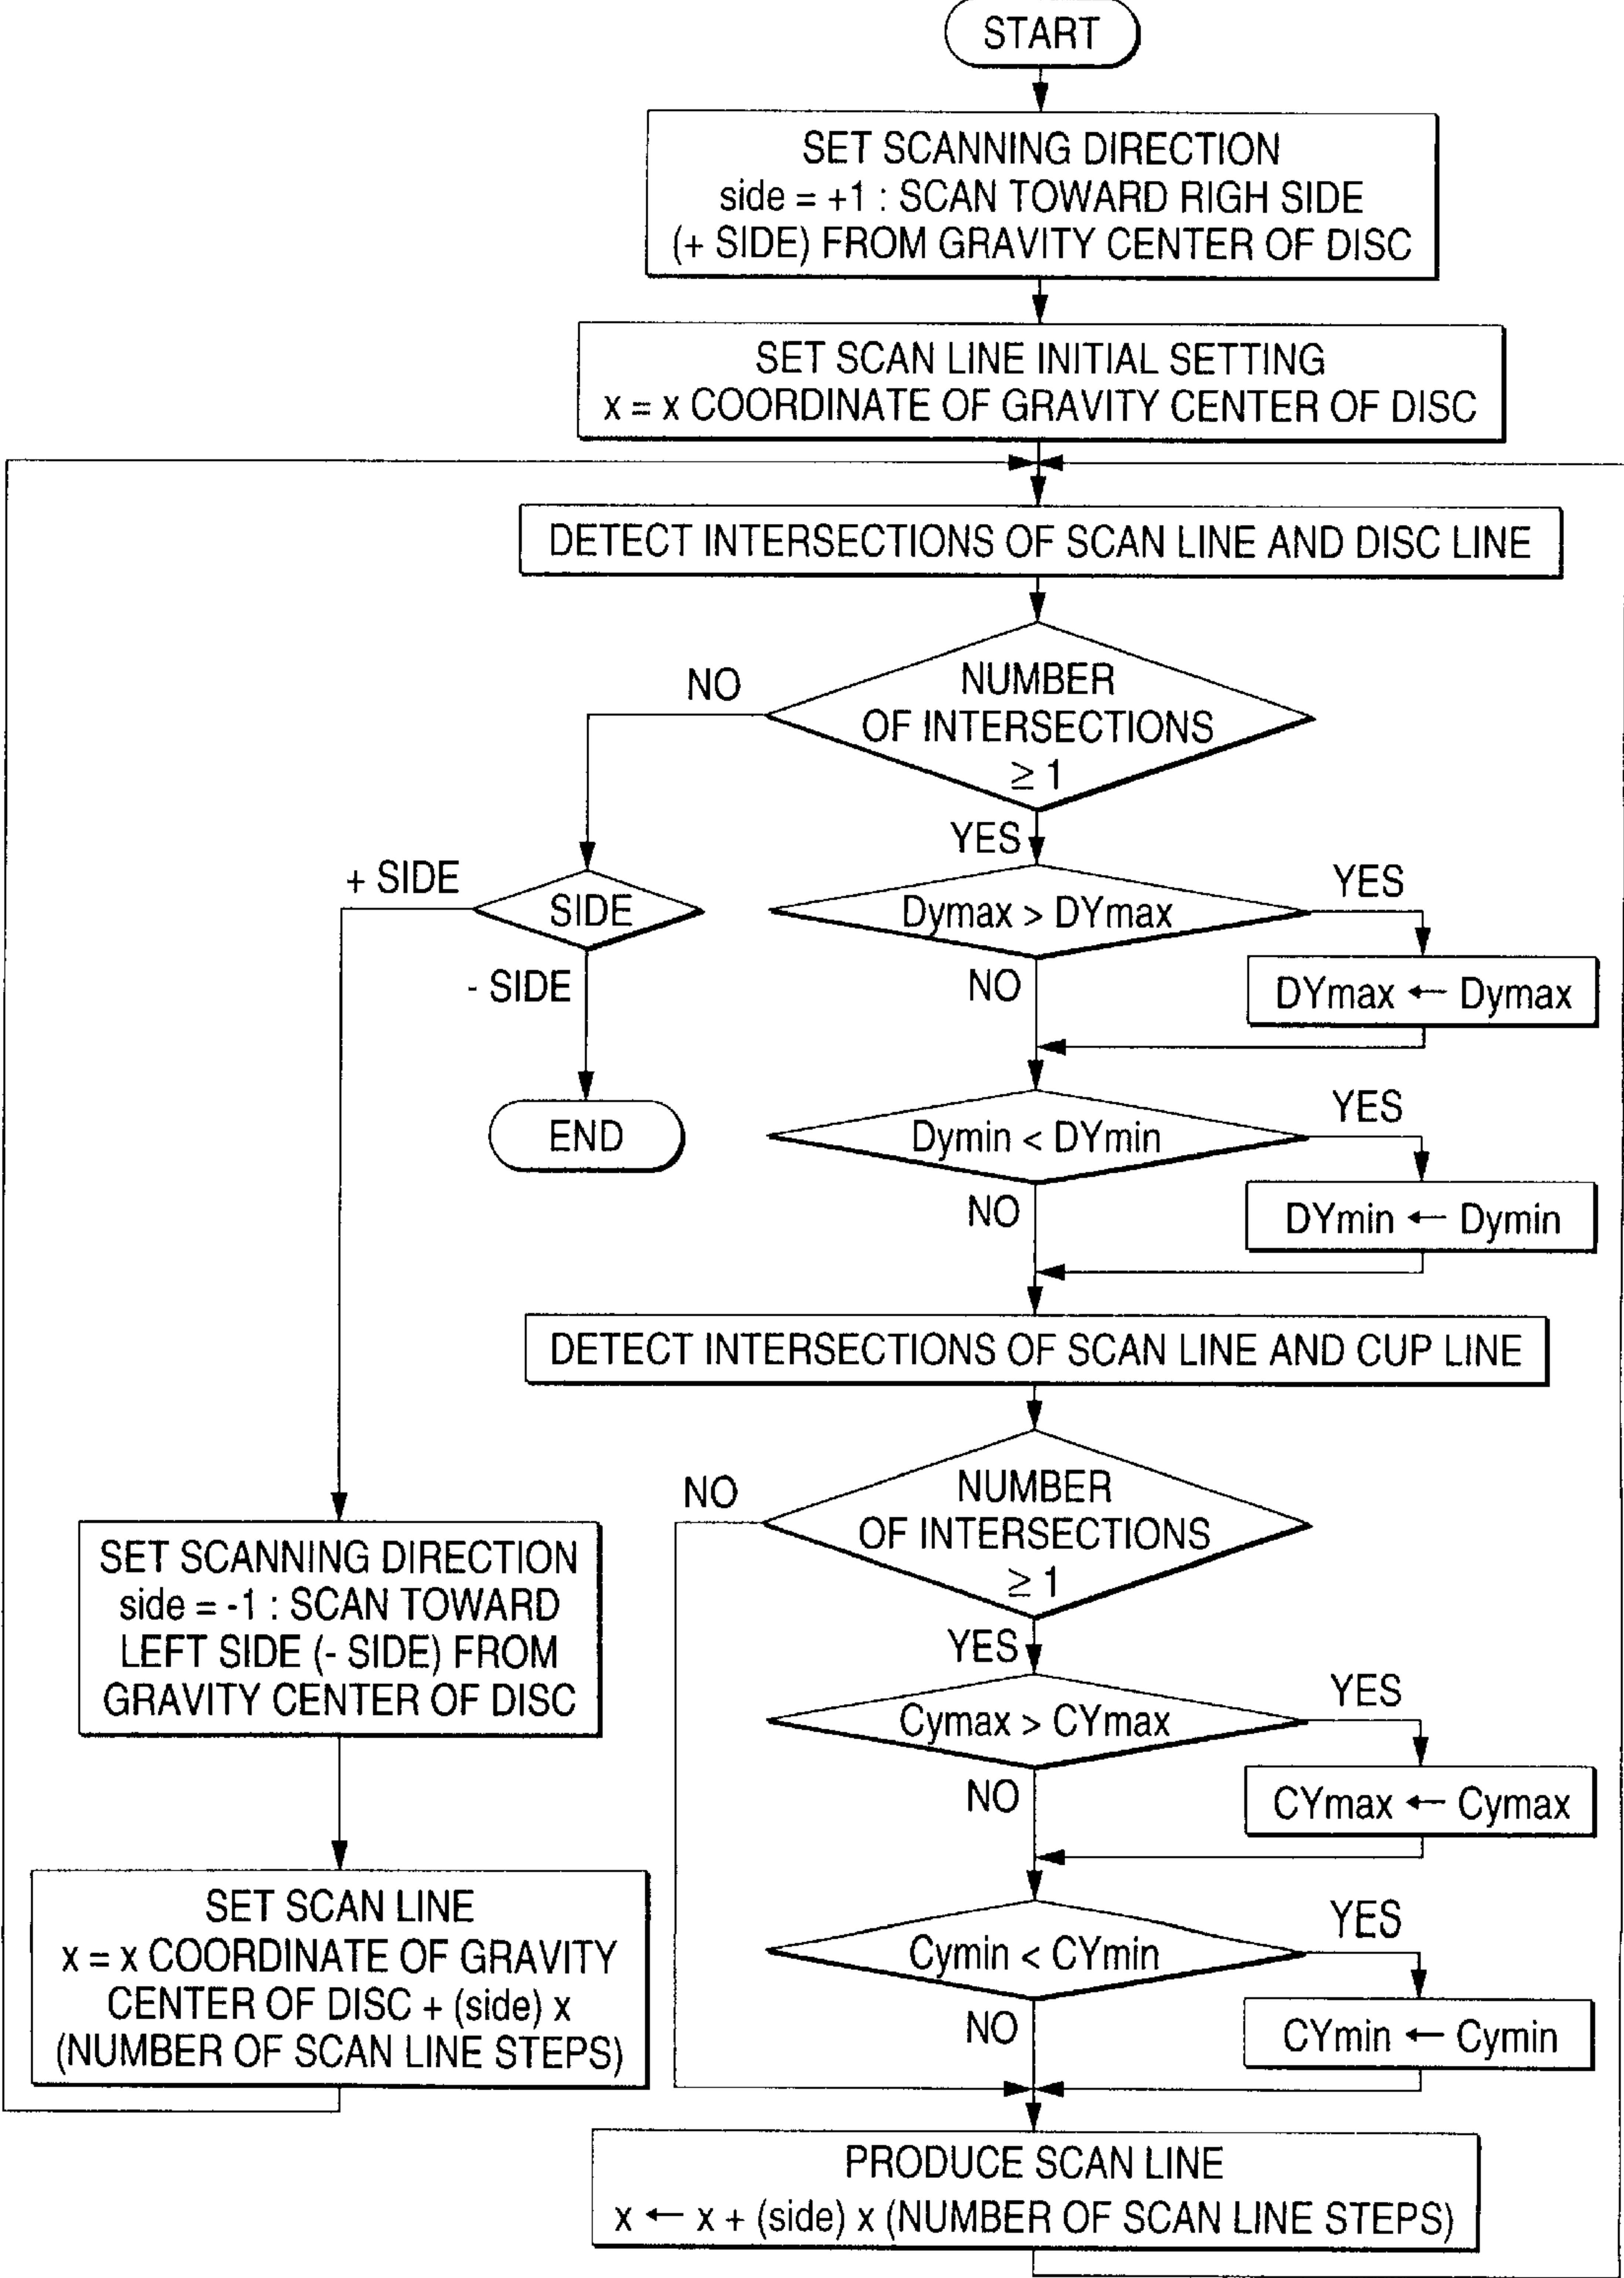 START
SET SCANNING DIRECTION
side = +1 : SCAN TOWARD RIGH SIDE
(+ SIDE) FROM GRAVITY CENTER OF DISC
SET SCAN LINE INITIAL SETTING
x = x COORDINATE OF GRAVITY CENTER OF DISC
DETECT INTERSECTIONS OF SCAN LINE AND DISC LINE
NUMBER
OF INTERSECTIONS
≥ 1
NO
YES
SIDE
+ SIDE
- SIDE
END
Dymax > DYmax
YES
DYmax ← Dymax
NO
Dymin < DYmin
YES
DYmin ← Dymin
NO
DETECT INTERSECTIONS OF SCAN LINE AND CUP LINE
NUMBER
OF INTERSECTIONS
≥ 1
NO
YES
SET SCANNING DIRECTION
side = -1 : SCAN TOWARD
LEFT SIDE (- SIDE) FROM
GRAVITY CENTER OF DISC
Cymax > CYmax
YES
CYmax ← Cymax
NO
SET SCAN LINE
x = x COORDINATE OF GRAVITY
CENTER OF DISC + (side) x
(NUMBER OF SCAN LINE STEPS)
Cymin < CYmin
YES
CYmin ← Cymin
NO
PRODUCE SCAN LINE
x ← x + (side) x (NUMBER OF SCAN LINE STEPS)